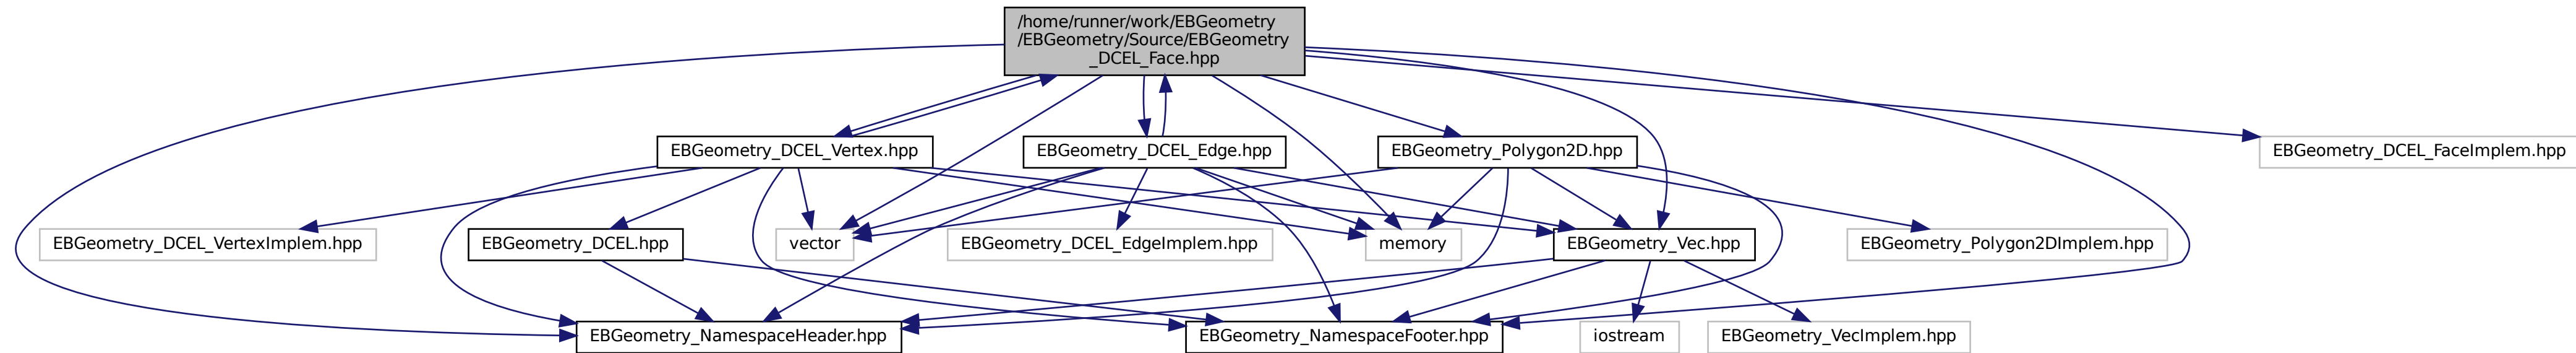 /home/runner/work/EBGeometry
/EBGeometry/Source/EBGeometry
_DCEL_Face.hpp
EBGeometry_DCEL_Vertex.hpp
EBGeometry_DCEL_Edge.hpp
EBGeometry_Polygon2D.hpp
EBGeometry_DCEL_FaceImplem.hpp
EBGeometry_DCEL_VertexImplem.hpp
EBGeometry_DCEL.hpp
vector
EBGeometry_DCEL_EdgeImplem.hpp
memory
EBGeometry_Vec.hpp
EBGeometry_Polygon2DImplem.hpp
EBGeometry_NamespaceHeader.hpp
EBGeometry_NamespaceFooter.hpp
iostream
EBGeometry_VecImplem.hpp